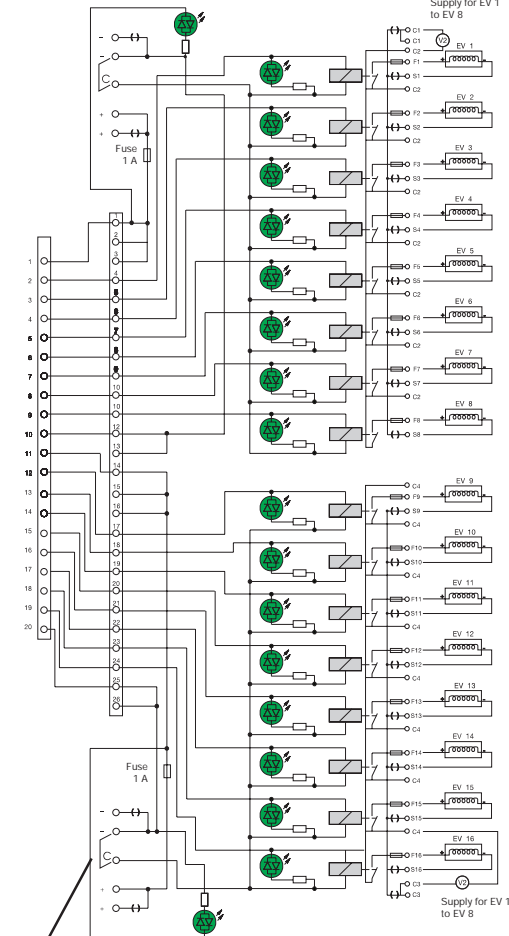 Supply for EV 1
to EV 8
C1
C1
V2
C2
EV 1
F1
+ -
S1
C2
EV 2
F2
+ -
S2
C2
EV 3
F3
+ -
S3
C2
EV 4
F4
+ -
S4
C2
EV 5
F5
+ -
S5
C2
EV 6
F6
+ -
S6
C2
EV 7
F7
+ -
S7
C2
EV 8
F8
+ -
S8
-
-
C
+
+
Fuse
1 A
1
2
3
4
5
6
7
8
9
10
11
12
13
14
15
16
17
18
19
20
1
2
3
4
5
6
7
8
9
10
10
12
13
14
15
16
17
18
19
20
21
22
23
24
25
26
C4
EV 9
F9
+ -
S9
C4
EV 10
F10
+ -
S10
C4
EV 11
F11
+ -
S11
C4
EV 12
F12
+ -
S12
C4
EV 13
F13
+ -
S13
C4
EV 14
F14
+ -
S14
C4
EV 15
F15
+ -
S15
C4
EV 16
F16
+ -
S16
C3
C3
V2
Supply for EV 1
to EV 8
Fuse
1 A
-
-
C
+
+